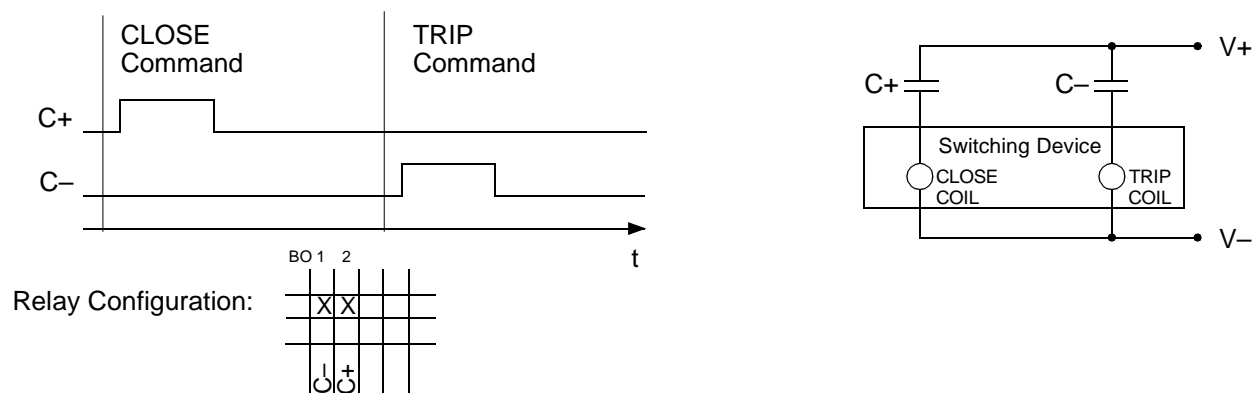 CLOSE
Command
TRIP
Command
C+
C–
t
BO 1 2
Relay Configuration:
X X
C–
C+
V+
C+
C–
Switching Device
CLOSE
COIL
TRIP
COIL
V–